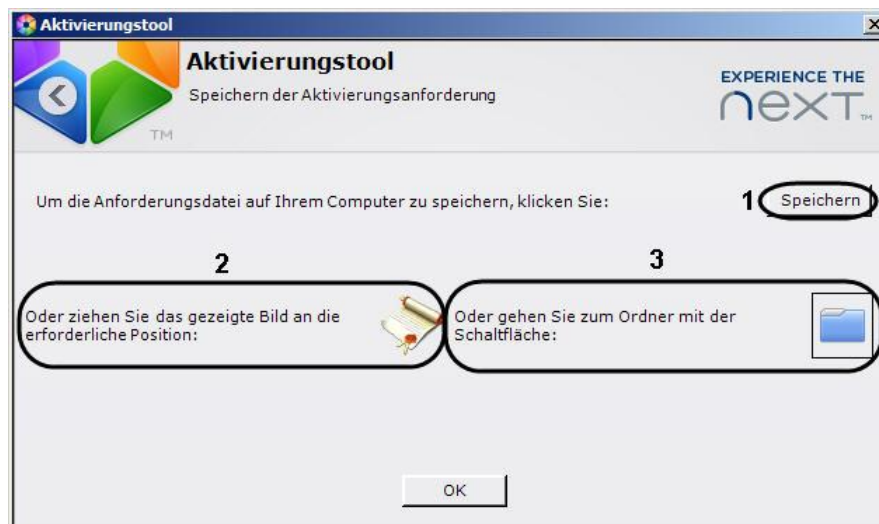 Aktivierungstool
Aktivierungstool
Speichern der Aktivierungsanforderung
EXPERIENCE THE
next™
TM
Um die Anforderungsdatei auf Ihrem Computer zu speichern, klicken Sie:
1
Speichern
2
3
Oder ziehen Sie das gezeigte Bild an die
erforderliche Position:
Oder gehen Sie zum Ordner mit der
Schaltfläche:
OK